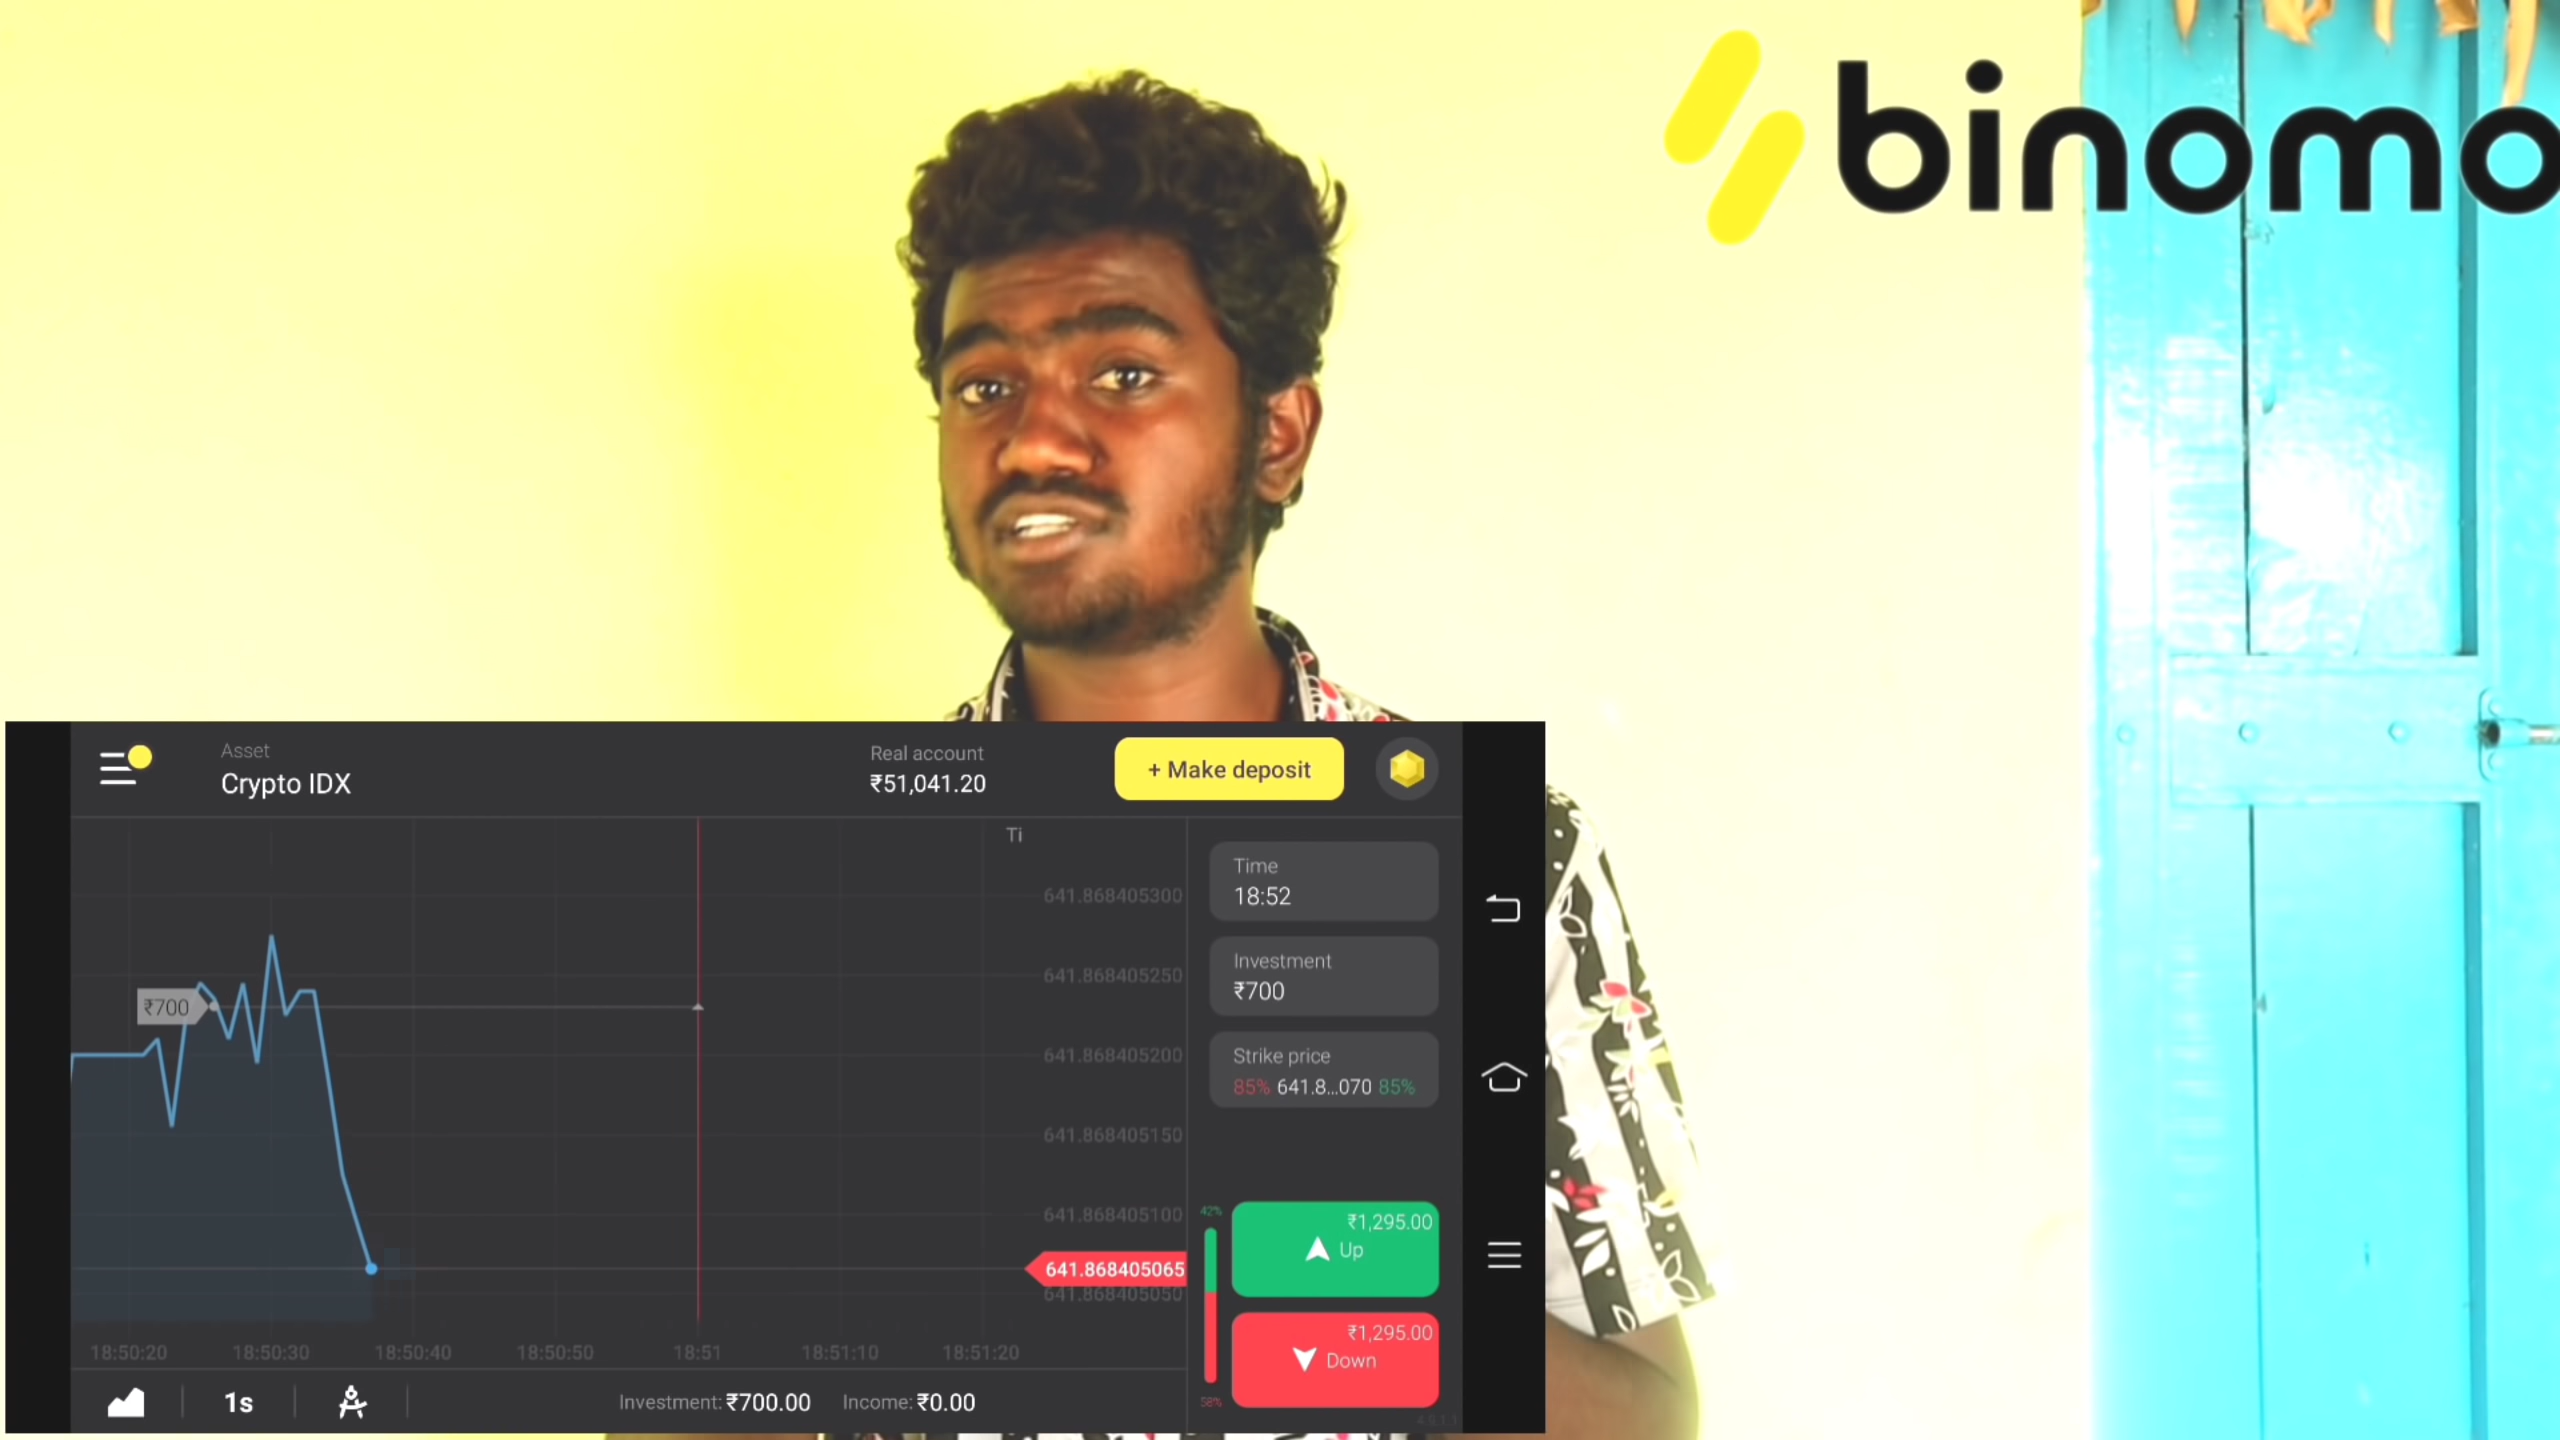 binomo
Asset
Crypto IDX
Real account
₹51,041.20
+ Make deposit
Ti
641.868405300
641.868405250
641.868405200
641.868405150
641.868405100
641.868405065
641.868405050
₹700
Time
18:52
Investment
₹700
Strike price
85% 641.8...070 85%
42%
₹1,295.00
Up
₹1,295.00
Down
58%
18:50:20 18:50:30 18:50:40 18:50:50 18:51 18:51:10 18:51:20
1s
Investment: ₹700.00 Income: ₹0.00